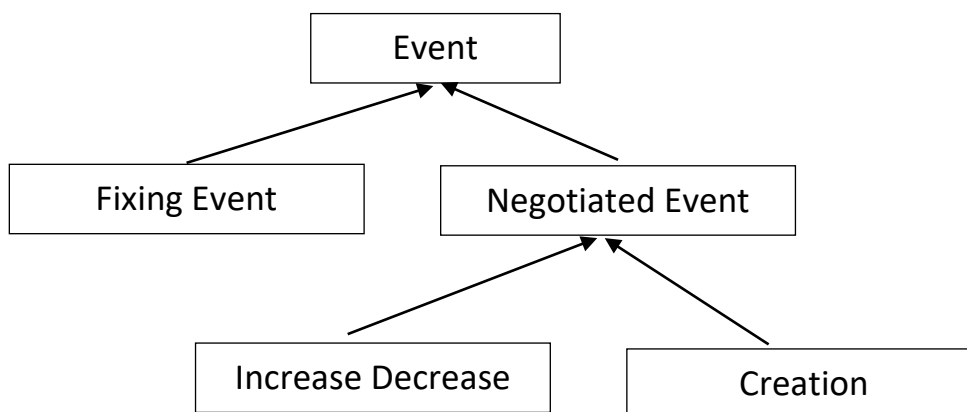 Event
Fixing Event
Negotiated Event
Increase Decrease
Creation